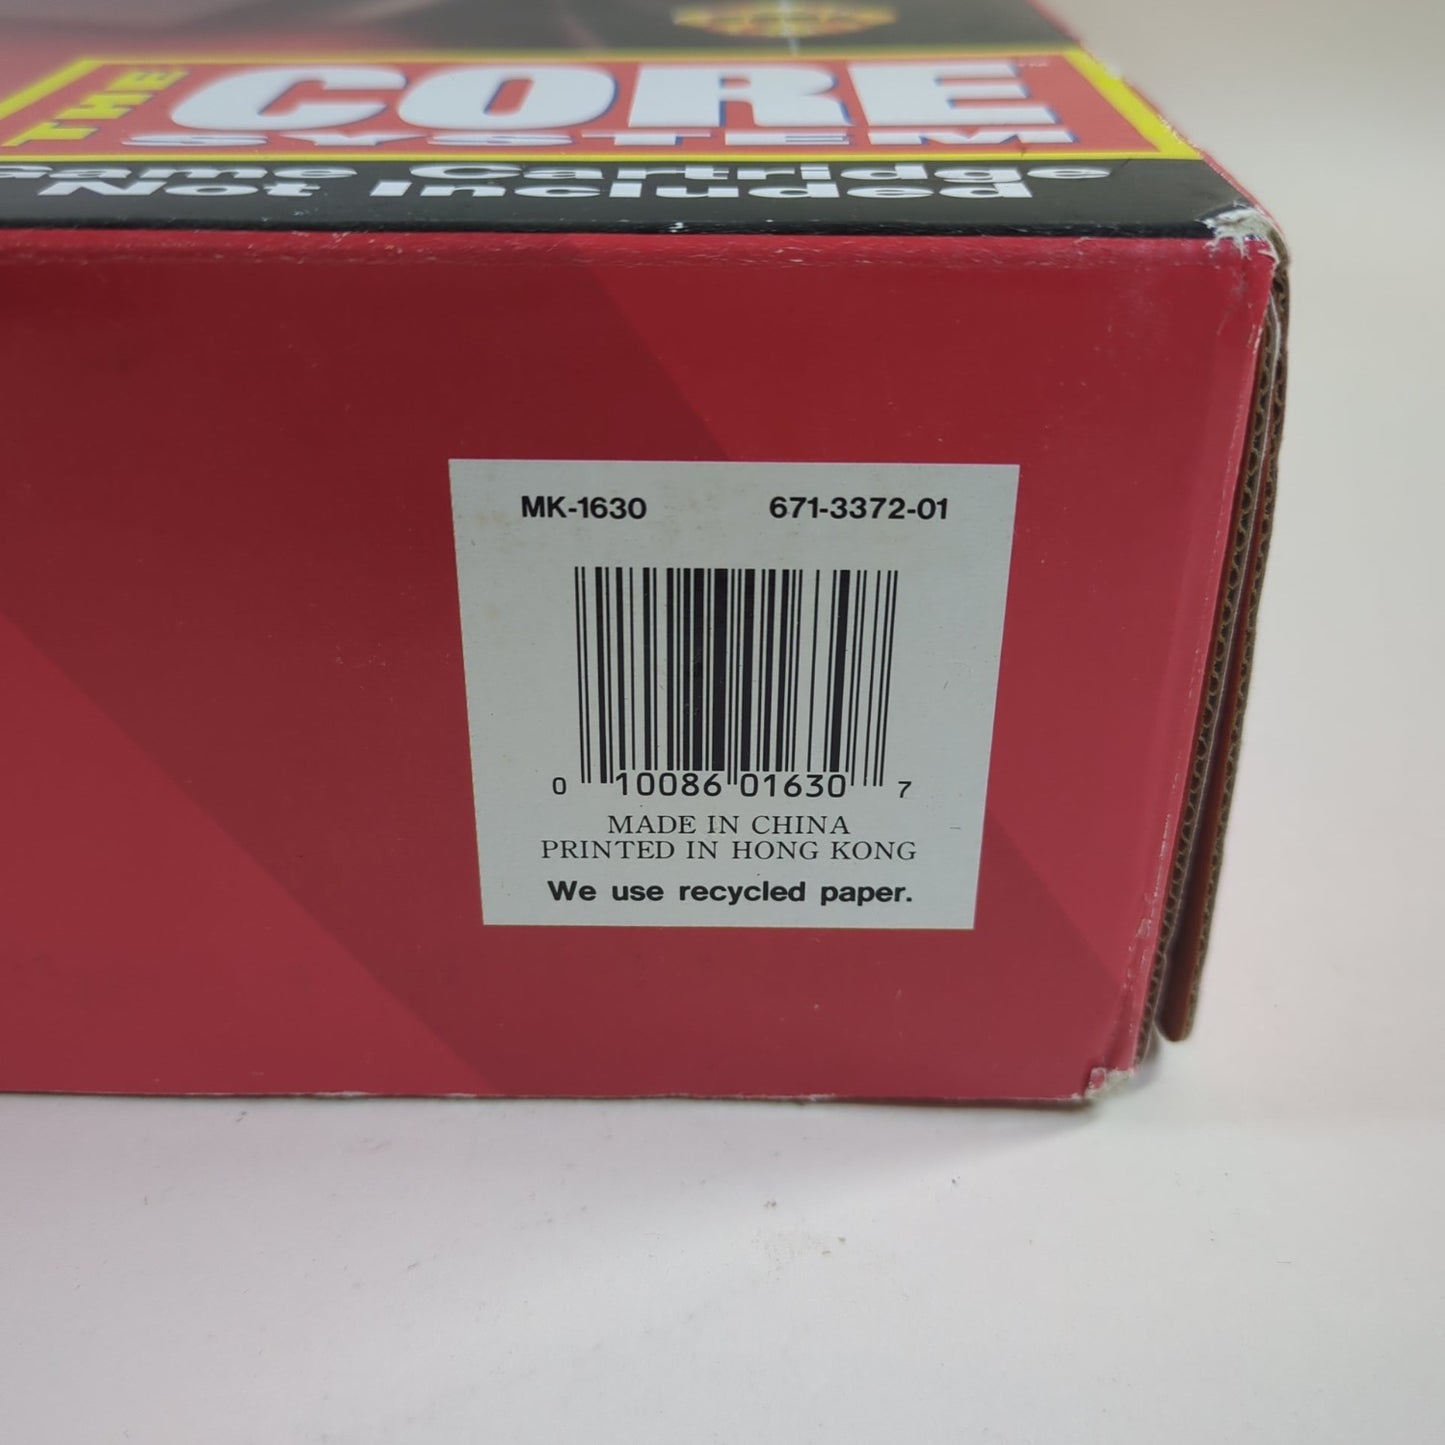 THE CORE
SYSTEM
Game Cartridge
Not Included
MK-1630 671-3372-01
0 10086 01630 7
MADE IN CHINA
PRINTED IN HONG KONG
We use recycled paper.